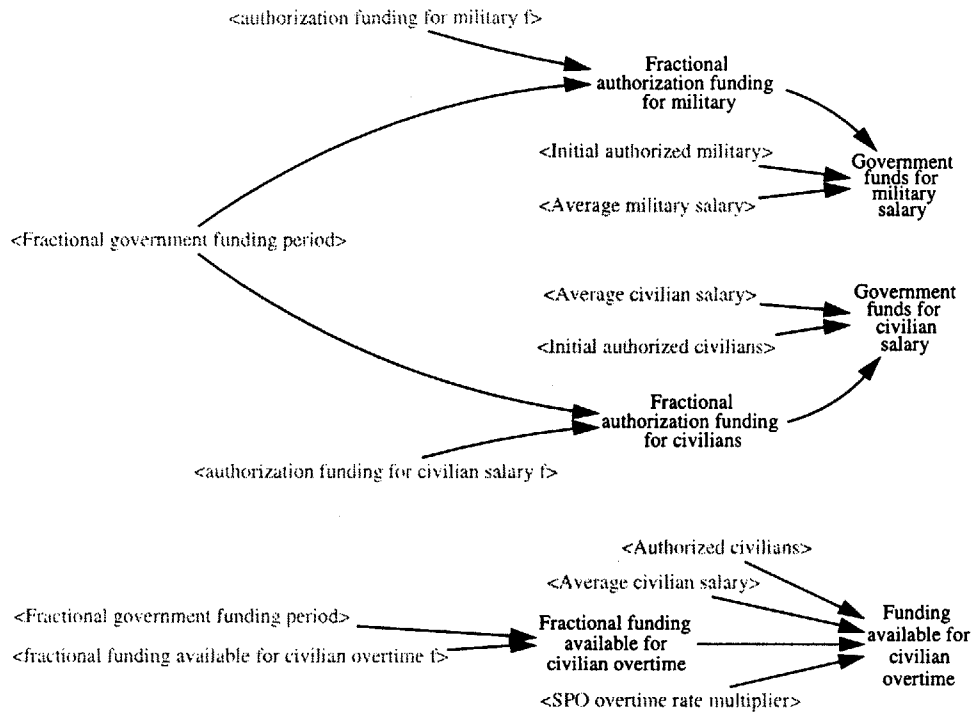 <authorization funding for military f>
Fractional
authorization funding
for military
<Initial authorized military>
Government
funds for
military
salary
<Average military salary>
<Fractional government funding period>
<Average civilian salary>
Government
funds for
civilian
salary
<Initial authorized civilians>
Fractional
authorization funding
for civilians
<authorization funding for civilian salary f>
<Authorized civilians>
<Average civilian salary>
<Fractional government funding period>
Fractional funding
available for
civilian overtime
Funding
available for
civilian
overtime
<fractional funding available for civilian overtime f>
<SPO overtime rate multiplier>